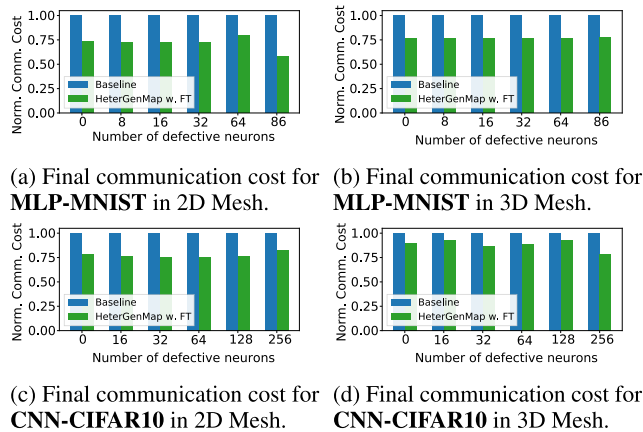 Norm. Comm. Cost
1.00
0.75
0.50
0.25
0.00
Baseline
HeterGenMap w. FT
0 8 16 32 64 86
Number of defective neurons
Norm. Comm. Cost
1.00
0.75
0.50
0.25
0.00
Baseline
HeterGenMap w. FT
0 8 16 32 64 86
Number of defective neurons
(a) Final communication cost for
MLP-MNIST in 2D Mesh.
(b) Final communication cost for
MLP-MNIST in 3D Mesh.
Norm. Comm. Cost
1.00
0.75
0.50
0.25
0.00
Baseline
HeterGenMap w. FT
0 16 32 64 128 256
Number of defective neurons
Norm. Comm. Cost
1.00
0.75
0.50
0.25
0.00
Baseline
HeterGenMap w. FT
0 16 32 64 128 256
Number of defective neurons
(c) Final communication cost for
CNN-CIFAR10 in 2D Mesh.
(d) Final communication cost for
CNN-CIFAR10 in 3D Mesh.